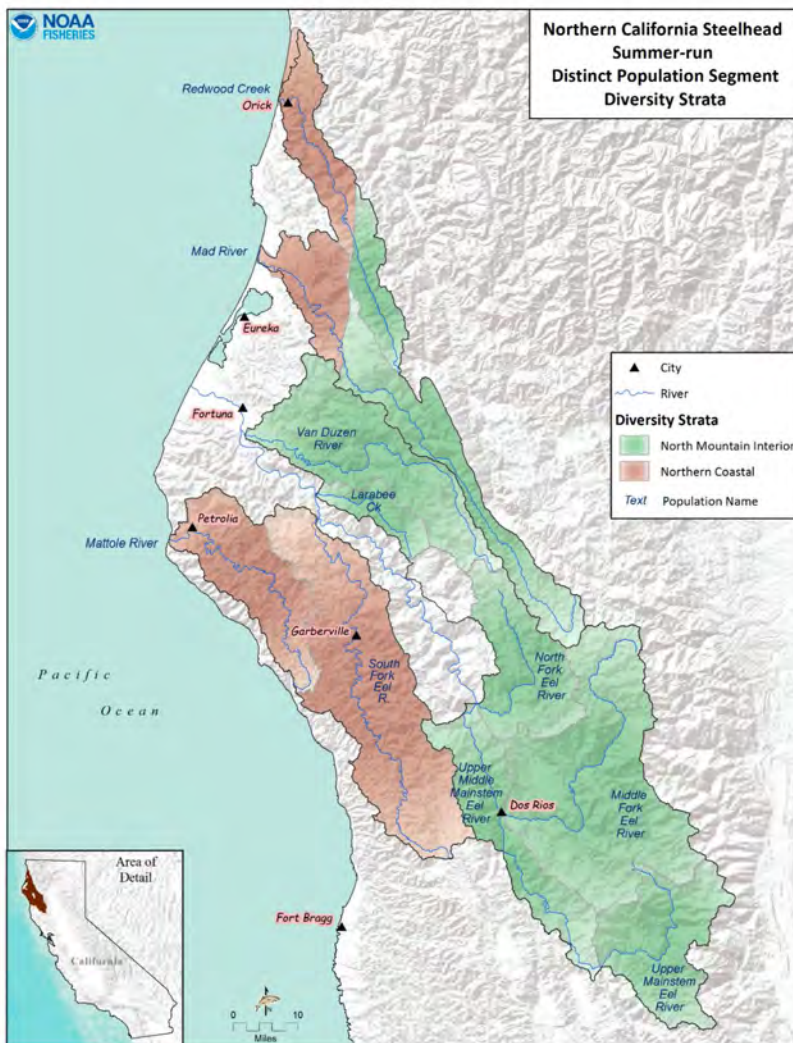 NOAA
FISHERIES
Northern California Steelhead
Summer-run
Distinct Population Segment
Diversity Strata
Redwood Creek
Orick
Mad River
Eureka
Fortuna
Van Duzen
River
Larabee
Ck
City
River
Diversity Strata
North Mountain Interior
Northern Coastal
Text Population Name
Petrolia
Mattole River
Garberville
South
Fork
Eel
R.
North
Fork
Eel
River
Pacific
Ocean
Upper
Middle
Mainstem
Eel
River
Dos Rios
Middle
Fork
Eel
River
Area of
Detail
California
Fort Bragg
Upper
Mainstem
Eel
River
N
0 5 10
Miles